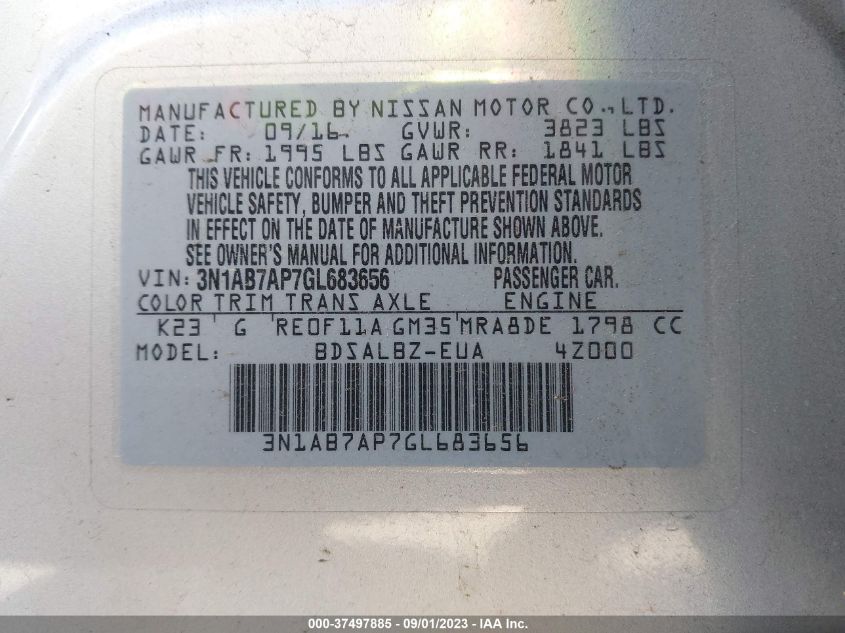 MANUFACTURED BY NISSAN MOTOR CO., LTD.
DATE: 09/16 GVWR: 3823 LBS
GAWR FR: 1995 LBS GAWR RR: 1841 LBS
THIS VEHICLE CONFORMS TO ALL APPLICABLE FEDERAL MOTOR
VEHICLE SAFETY, BUMPER AND THEFT PREVENTION STANDARDS
IN EFFECT ON THE DATE OF MANUFACTURE SHOWN ABOVE.
SEE OWNER'S MANUAL FOR ADDITIONAL INFORMATION.
VIN: 3N1AB7AP7GL683656 PASSENGER CAR.
COLOR TRIM TRANS AXLE ENGINE
K23 G RE0F11A GM35 MRA8DE 1798 CC
MODEL: BDSALBZ-EUA 4Z000
3N1AB7AP7GL683656
000-37497885 - 09/01/2023 - IAA Inc.